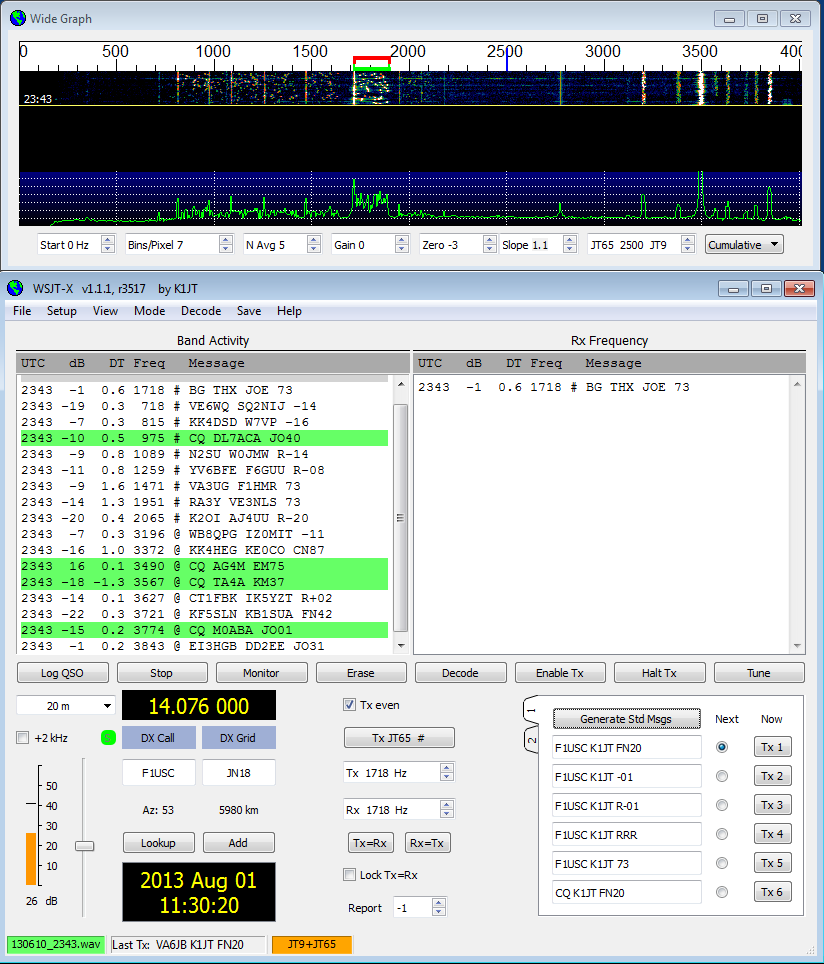 Wide Graph
0 500 1000 1500 2000 2500 3000 3500 400
23:43
Start 0 Hz Bins/Pixel 7 N Avg 5 Gain 0 Zero -3 Slope 1.1 JT65 2500 JT9 Cumulative
WSJT-X v1.1.1, r3517 by K1JT
File Setup View Mode Decode Save Help
Band Activity Rx Frequency
UTC dB DT Freq Message UTC dB DT Freq Message
2343 -1 0.6 1718 # BG THX JOE 73 2343 -1 0.6 1718 # BG THX JOE 73
2343 -19 0.3 718 # VE6WQ SQ2NIJ -14
2343 -7 0.3 815 # KK4DSD W7VP -16
2343 -10 0.5 975 # CQ DL7ACA JO40
2343 -9 0.8 1089 # N2SU W0JMW R-14
2343 -11 0.8 1259 # YV6BFE F6GUU R-08
2343 -9 1.6 1471 # VA3UG F1HMR 73
2343 -14 1.3 1951 # RA3Y VE3NLS 73
2343 -20 0.4 2065 # K2OI AJ4UU R-20
2343 -7 0.3 3196 @ WB8QPG IZ0MIT -11
2343 -16 1.0 3372 @ KK4HEG KE0CO CN87
2343 16 0.1 3490 @ CQ AG4M EM75
2343 -18 -1.3 3567 @ CQ TA4A KM37
2343 -14 0.1 3627 @ CT1FBK IK5YZT R+02
2343 -22 0.3 3721 @ KF5SLN KB1SUA FN42
2343 -15 0.2 3774 @ CQ M0ABA JO01
2343 -1 0.2 3843 @ EI3HGB DD2EE JO31
Log QSO Stop Monitor Erase Decode Enable Tx Halt Tx Tune
20 m 14.076 000 Tx even 1
Generate Std Msgs Next Now
+2 kHz S DX Call DX Grid Tx JT65 # 2
F1USC K1JT FN20 Tx 1
F1USC JN18 Tx 1718 Hz F1USC K1JT -01 Tx 2
50
40 Az: 53 5980 km Rx 1718 Hz F1USC K1JT R-01 Tx 3
30
20 Lookup Add Tx=Rx Rx=Tx F1USC K1JT RRR Tx 4
10 2013 Aug 01 Lock Tx=Rx F1USC K1JT 73 Tx 5
26 dB 11:30:20 Report -1 CQ K1JT FN20 Tx 6
130610_2343.wav Last Tx: VA6JB K1JT FN20 JT9+JT65